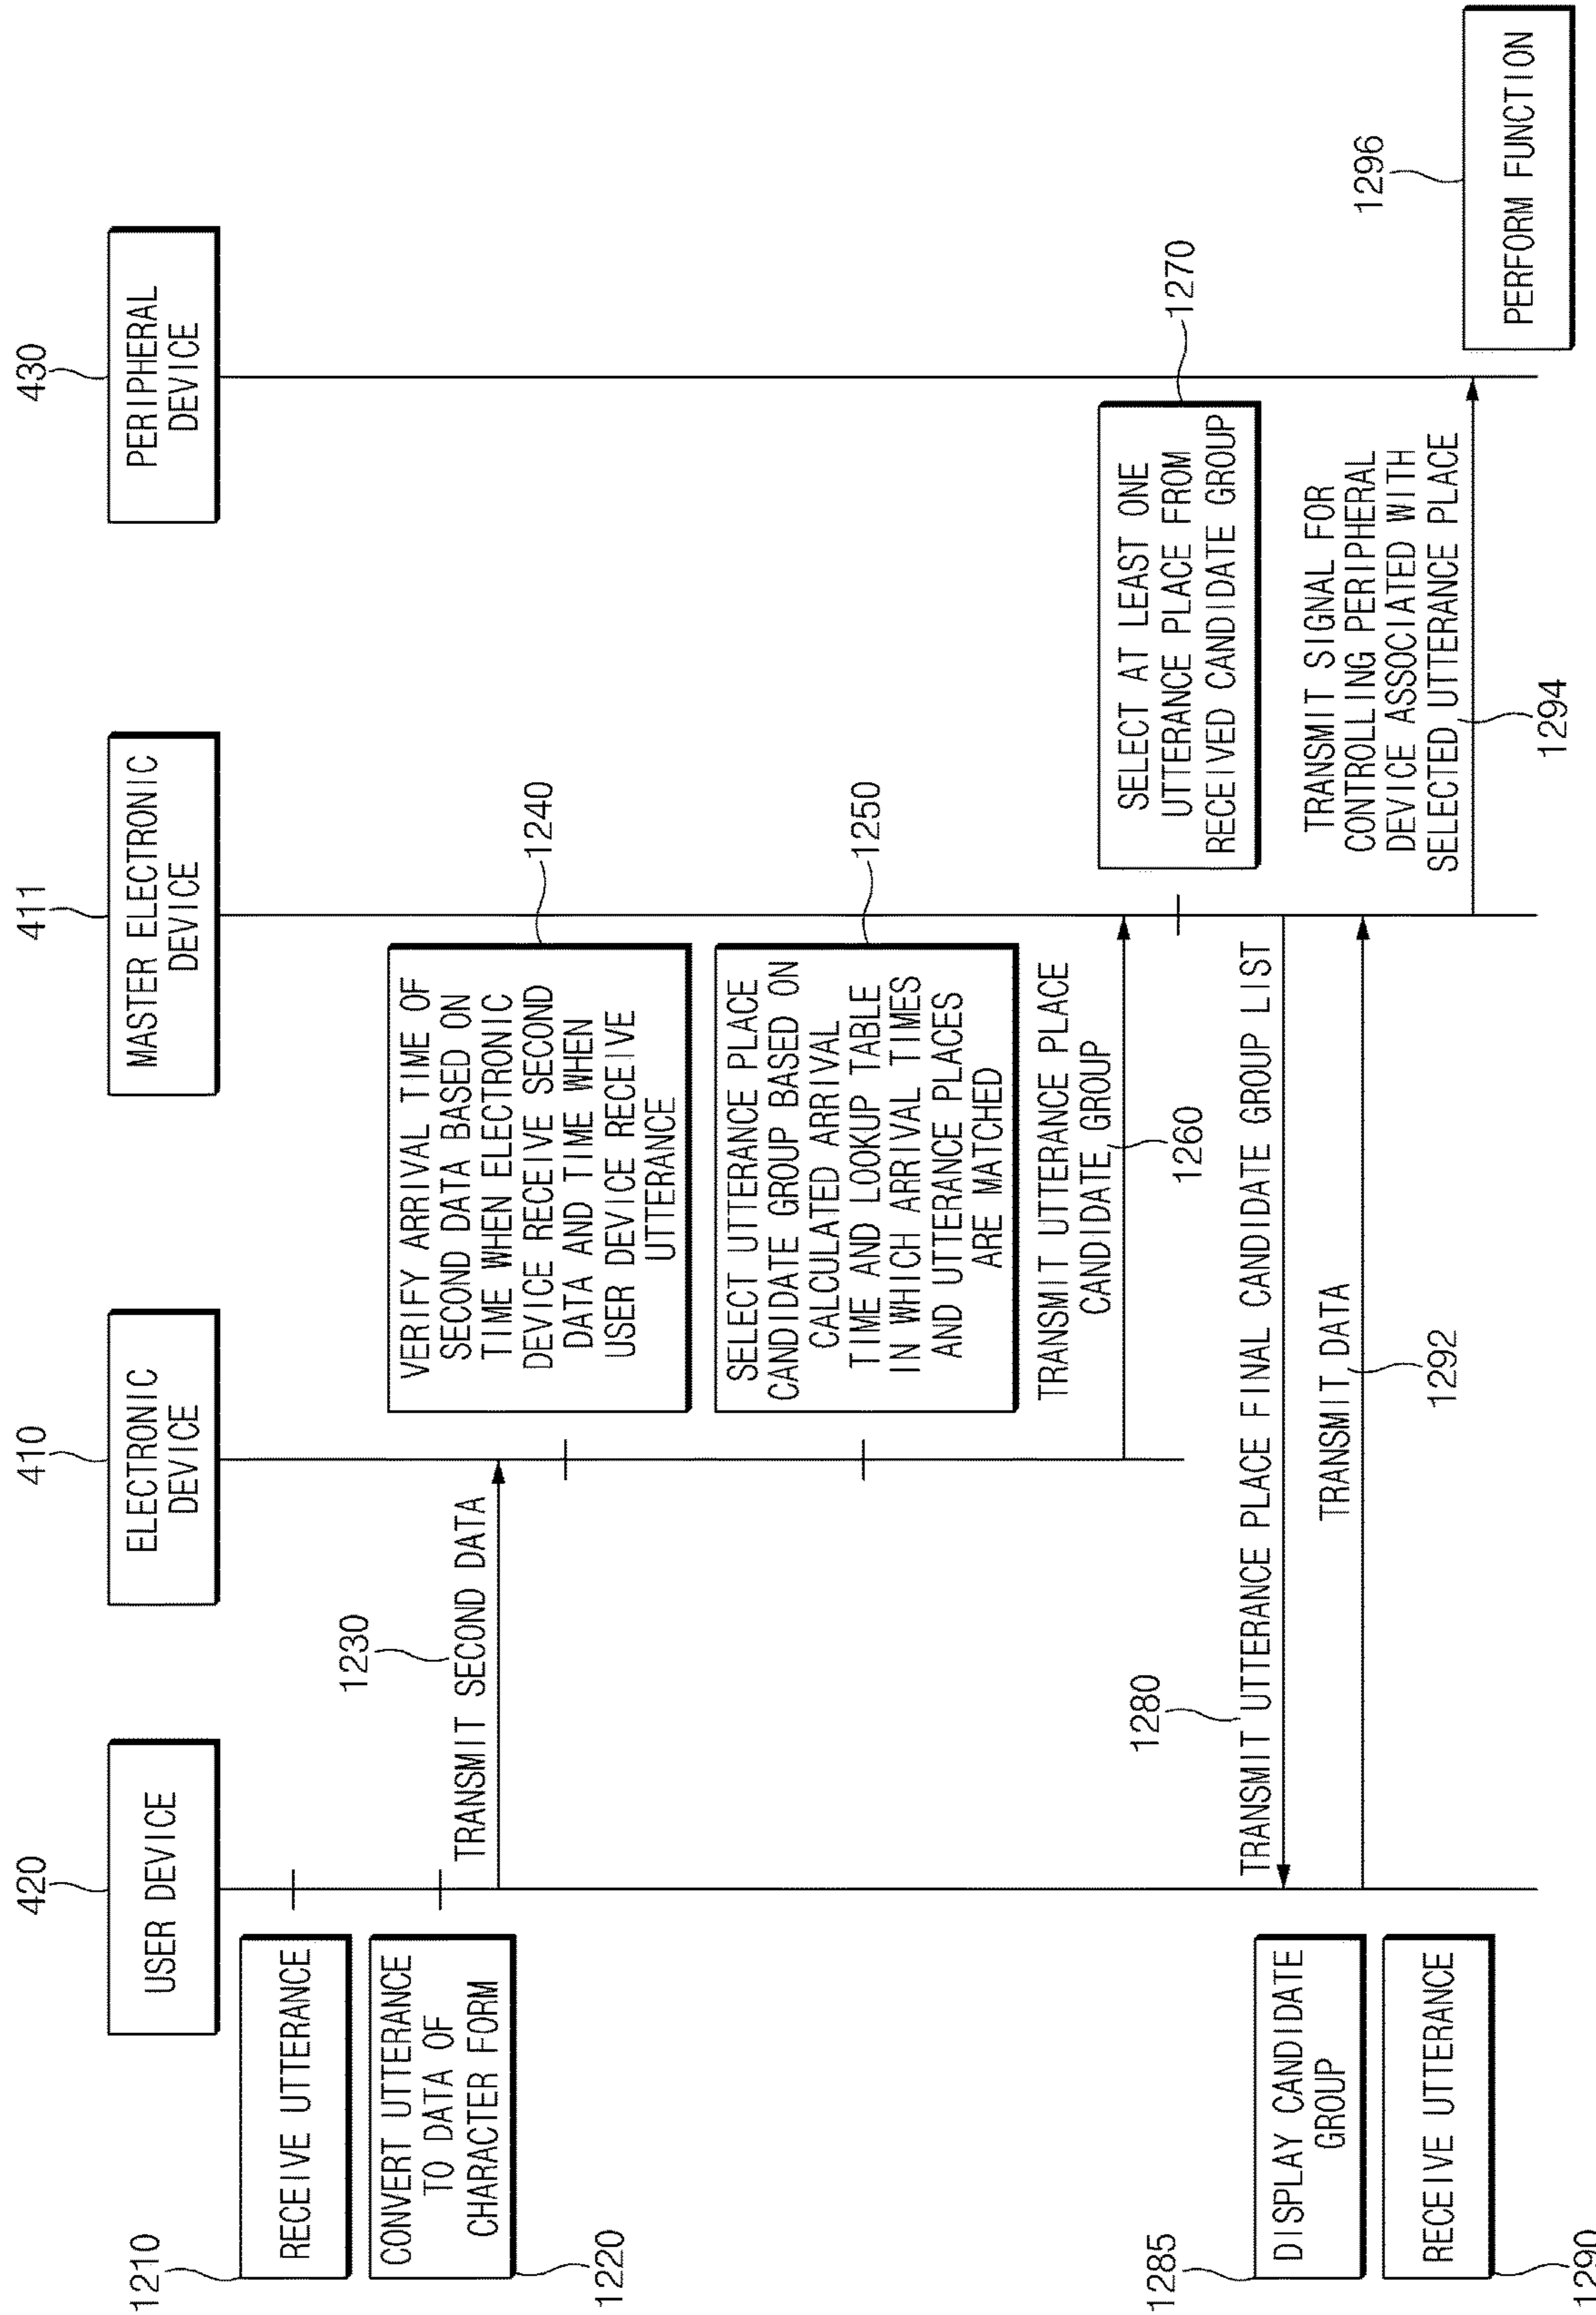 420
USER DEVICE
410
ELECTRONIC
DEVICE
411
MASTER ELECTRONIC
DEVICE
430
PERIPHERAL
DEVICE
1210
RECEIVE UTTERANCE
CONVERT UTTERANCE
TO DATA OF
CHARACTER FORM
1220
1230
TRANSMIT SECOND DATA
1240
VERIFY ARRIVAL TIME OF
SECOND DATA BASED ON
TIME WHEN ELECTRONIC
DEVICE RECEIVE SECOND
DATA AND TIME WHEN
USER DEVICE RECEIVE
UTTERANCE
1250
SELECT UTTERANCE PLACE
CANDIDATE GROUP BASED ON
CALCULATED ARRIVAL
TIME AND LOOKUP TABLE
IN WHICH ARRIVAL TIMES
AND UTTERANCE PLACES
ARE MATCHED
TRANSMIT UTTERANCE PLACE
CANDIDATE GROUP
1260
1270
SELECT AT LEAST ONE
UTTERANCE PLACE FROM
RECEIVED CANDIDATE GROUP
1280
TRANSMIT UTTERANCE PLACE FINAL CANDIDATE GROUP LIST
1285
DISPLAY CANDIDATE
GROUP
RECEIVE UTTERANCE
1290
TRANSMIT DATA
1292
TRANSMIT SIGNAL FOR
CONTROLLING PERIPHERAL
DEVICE ASSOCIATED WITH
SELECTED UTTERANCE PLACE
1294
1296
PERFORM FUNCTION